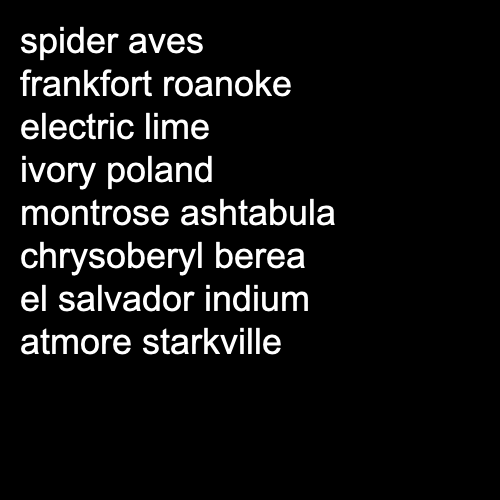 spider aves
frankfort roanoke
electric lime
ivory poland
montrose ashtabula
chrysoberyl berea
el salvador indium
atmore starkville